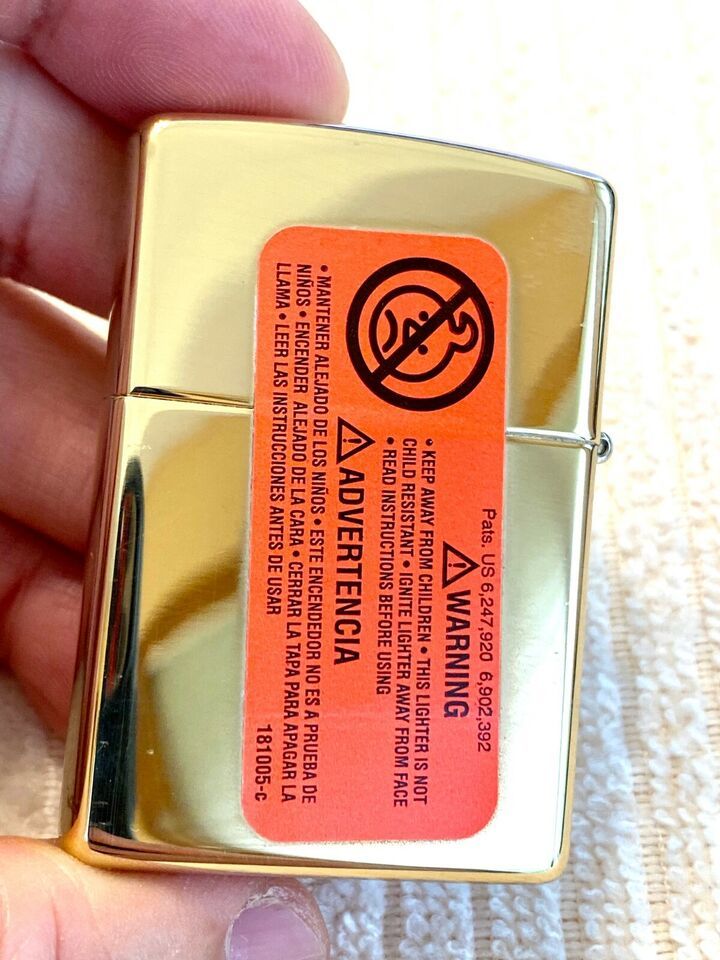 Pats. US 6,247,920 6,902,392
⚠WARNING
• KEEP AWAY FROM CHILDREN • THIS LIGHTER IS NOT
CHILD RESISTANT • IGNITE LIGHTER AWAY FROM FACE
• READ INSTRUCTIONS BEFORE USING
⚠ADVERTENCIA
• MANTENER ALEJADO DE LOS NIÑOS • ESTE ENCENDEDOR NO ES A PRUEBA DE
NIÑOS • ENCENDER ALEJADO DE LA CARA • CERRAR LA TAPA PARA APAGAR LA
LLAMA • LEER LAS INSTRUCCIONES ANTES DE USAR
181005-c